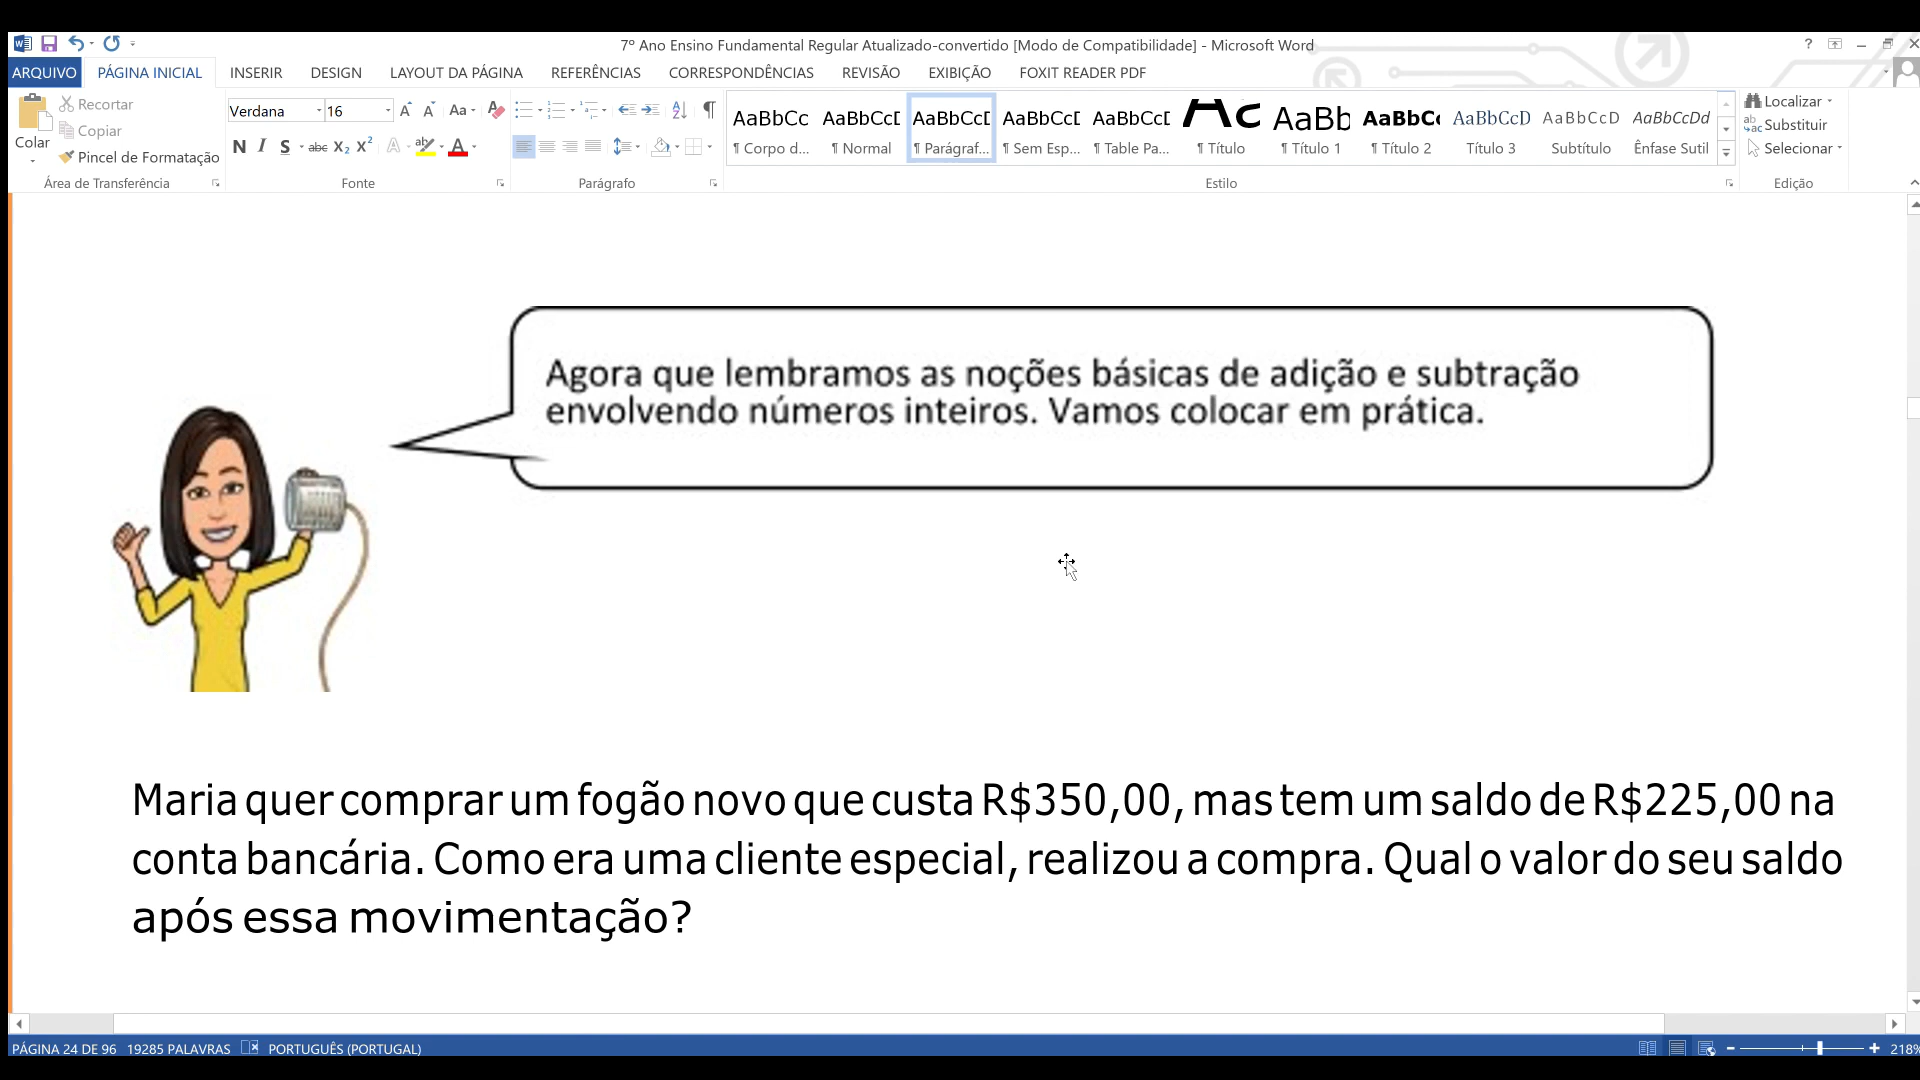 7º Ano Ensino Fundamental Regular Atualizado-convertido [Modo de Compatibilidade] - Microsoft Word
ARQUIVO PÁGINA INICIAL INSERIR DESIGN LAYOUT DA PÁGINA REFERÊNCIAS CORRESPONDÊNCIAS REVISÃO EXIBIÇÃO FOXIT READER PDF
Colar
Recortar
Copiar
Pincel de Formatação
Área de Transferência
Verdana 16
Fonte
Parágrafo
AaBbCc AaBbCcD AaBbCcD AaBbCcD AaBbCcD AaBb AaBbCc AaBbCcD AaBbCcD AaBbCcDd
¶ Corpo d... ¶ Normal ¶ Parágraf... ¶ Sem Esp... ¶ Table Pa... ¶ Título ¶ Título 1 ¶ Título 2 Título 3 Subtítulo Ênfase Sutil
Estilo
Localizar
Substituir
Selecionar
Edição
Agora que lembramos as noções básicas de adição e subtração
envolvendo números inteiros. Vamos colocar em prática.
Maria quer comprar um fogão novo que custa R$350,00, mas tem um saldo de R$225,00 na
conta bancária. Como era uma cliente especial, realizou a compra. Qual o valor do seu saldo
após essa movimentação?
PÁGINA 24 DE 96 19285 PALAVRAS PORTUGUÊS (PORTUGAL) 218%